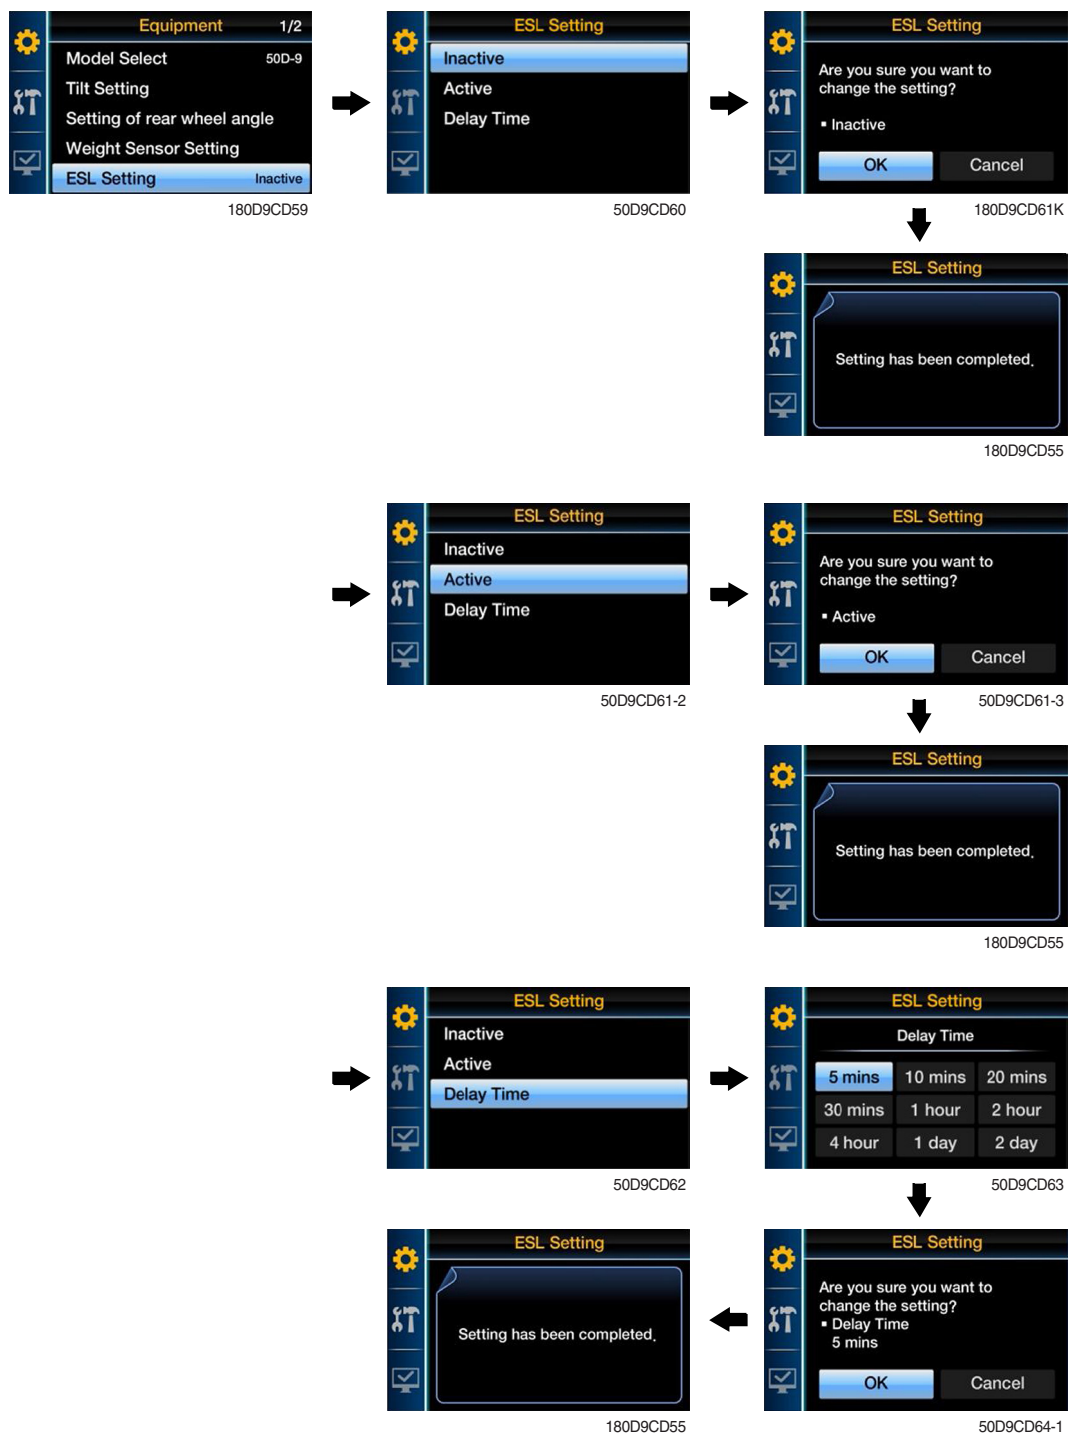 Equipment 1/2
Model Select 50D-9
Tilt Setting
Setting of rear wheel angle
Weight Sensor Setting
ESL Setting Inactive
180D9CD59
ESL Setting
Inactive
Active
Delay Time
50D9CD60
ESL Setting
Are you sure you want to
change the setting?
▪ Inactive
OK Cancel
180D9CD61K
ESL Setting
Setting has been completed.
180D9CD55
ESL Setting
Inactive
Active
Delay Time
50D9CD61-2
ESL Setting
Are you sure you want to
change the setting?
▪ Active
OK Cancel
50D9CD61-3
ESL Setting
Setting has been completed.
180D9CD55
ESL Setting
Inactive
Active
Delay Time
50D9CD62
ESL Setting
Delay Time
5 mins 10 mins 20 mins
30 mins 1 hour 2 hour
4 hour 1 day 2 day
50D9CD63
ESL Setting
Are you sure you want to
change the setting?
▪ Delay Time
5 mins
OK Cancel
50D9CD64-1
ESL Setting
Setting has been completed.
180D9CD55